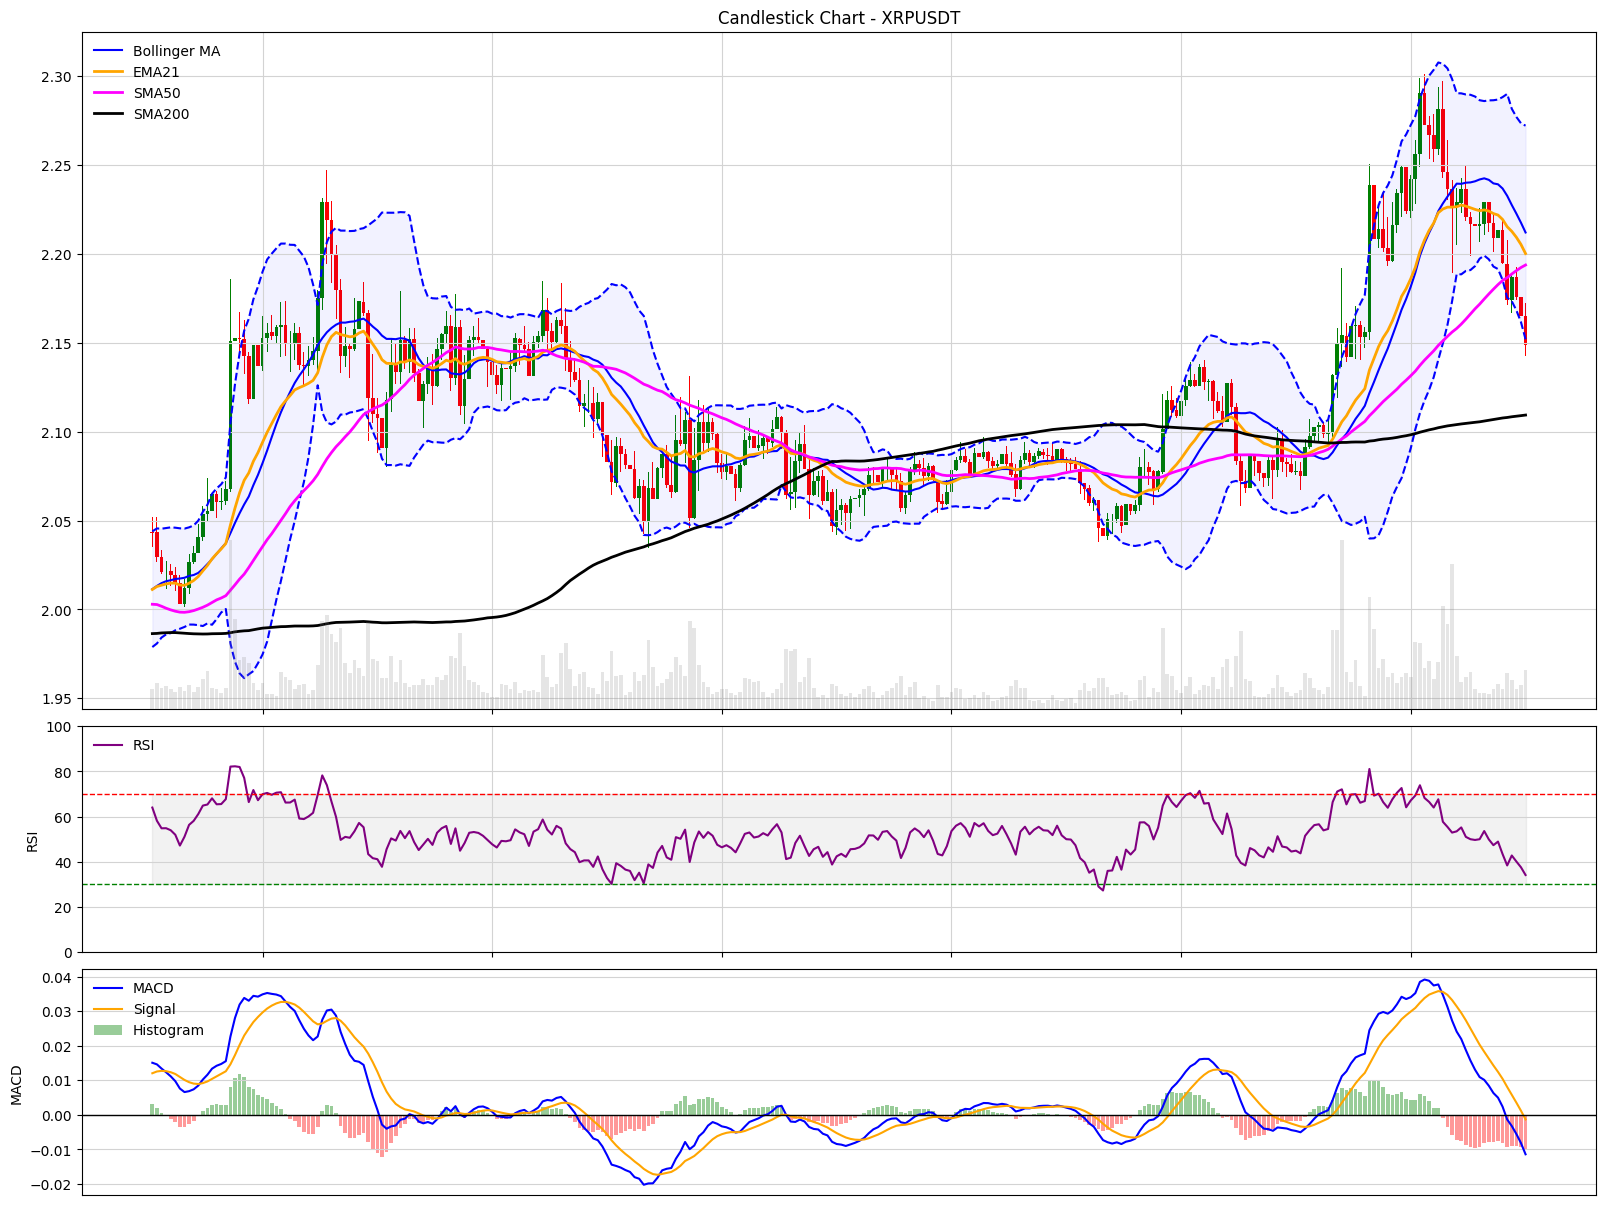 Candlestick Chart - XRPUSDT
Bollinger MA
EMA21
SMA50
SMA200
2.30
2.25
2.20
2.15
2.10
2.05
2.00
1.95
RSI
100
80
60
40
20
0
RSI
MACD
Signal
Histogram
0.04
0.03
0.02
0.01
0.00
−0.01
−0.02
MACD